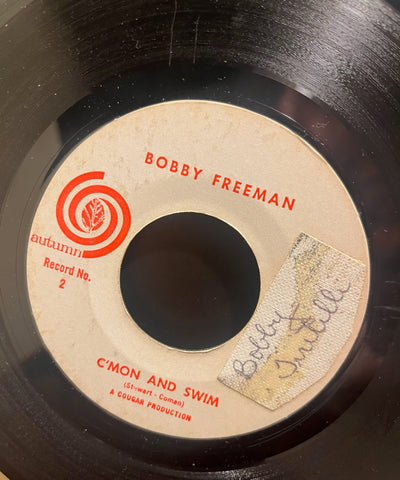 BOBBY FREEMAN
autumn
Record No.
2
C'MON AND SWIM
(Stewart - Coman)
A COUGAR PRODUCTION
Bobby